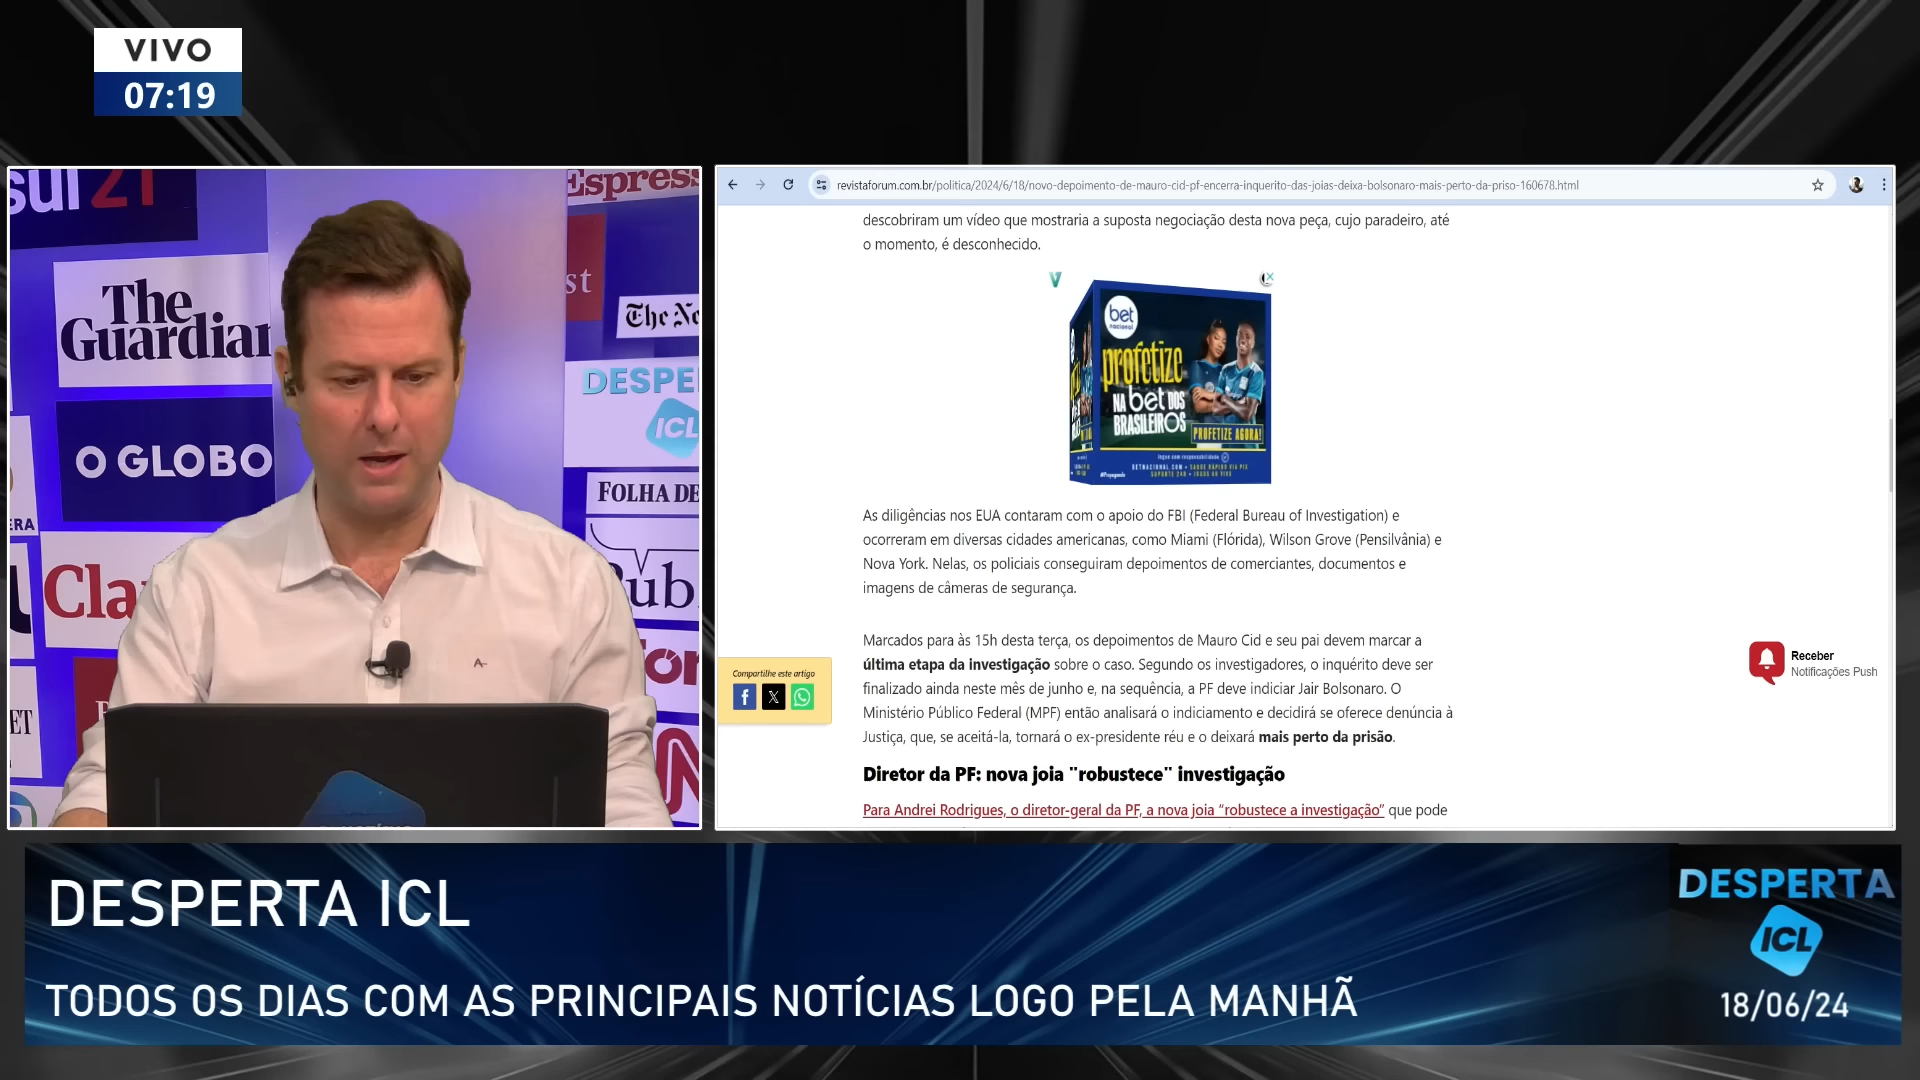 VIVO
07:19
sul 21
The
Guardian
O GLOBO
Cla
ERA
ET
Espress
st
The Ne
DESPE
ICL
FOLHA DE
Pub
revistaforum.com.br/politica/2024/6/18/novo-depoimento-de-mauro-cid-pf-encerra-inquerito-das-joias-deixa-bolsonaro-mais-perto-da-priso-160678.html
descobriram um vídeo que mostraria a suposta negociação desta nova peça, cujo paradeiro, até
o momento, é desconhecido.
bet
nacional
profetize
NA bet DOS
BRASILEIROS
PROFETIZE AGORA!
As diligências nos EUA contaram com o apoio do FBI (Federal Bureau of Investigation) e
ocorreram em diversas cidades americanas, como Miami (Flórida), Wilson Grove (Pensilvânia) e
Nova York. Nelas, os policiais conseguiram depoimentos de comerciantes, documentos e
imagens de câmeras de segurança.
Marcados para às 15h desta terça, os depoimentos de Mauro Cid e seu pai devem marcar a
última etapa da investigação sobre o caso. Segundo os investigadores, o inquérito deve ser
finalizado ainda neste mês de junho e, na sequência, a PF deve indiciar Jair Bolsonaro. O
Ministério Público Federal (MPF) então analisará o indiciamento e decidirá se oferece denúncia à
Justiça, que, se aceitá-la, tornará o ex-presidente réu e o deixará mais perto da prisão.
Diretor da PF: nova joia "robustece" investigação
Para Andrei Rodrigues, o diretor-geral da PF, a nova joia “robustece a investigação” que pode
Compartilhe este artigo
Receber
Notificações Push
DESPERTA ICL
TODOS OS DIAS COM AS PRINCIPAIS NOTÍCIAS LOGO PELA MANHÃ
DESPERTA
ICL
18/06/24